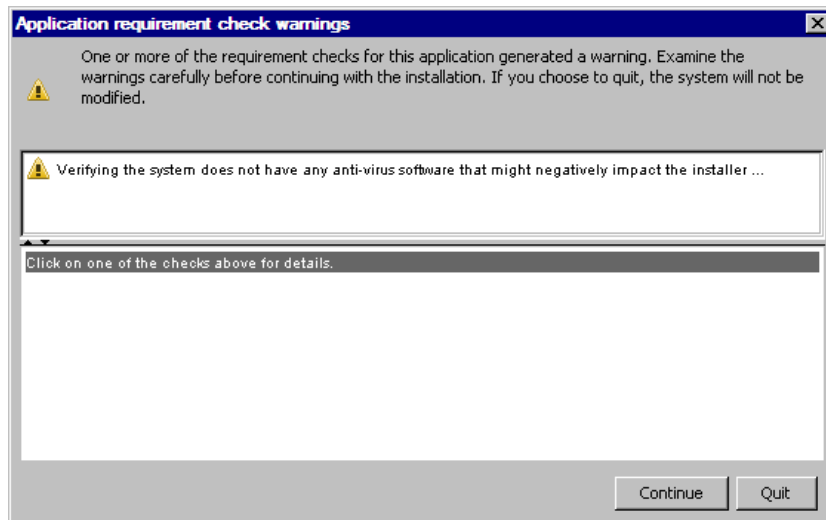 Application requirement check warnings
One or more of the requirement checks for this application generated a warning. Examine the
warnings carefully before continuing with the installation. If you choose to quit, the system will not be
modified.
Verifying the system does not have any anti-virus software that might negatively impact the installer ...
Click on one of the checks above for details.
Continue
Quit